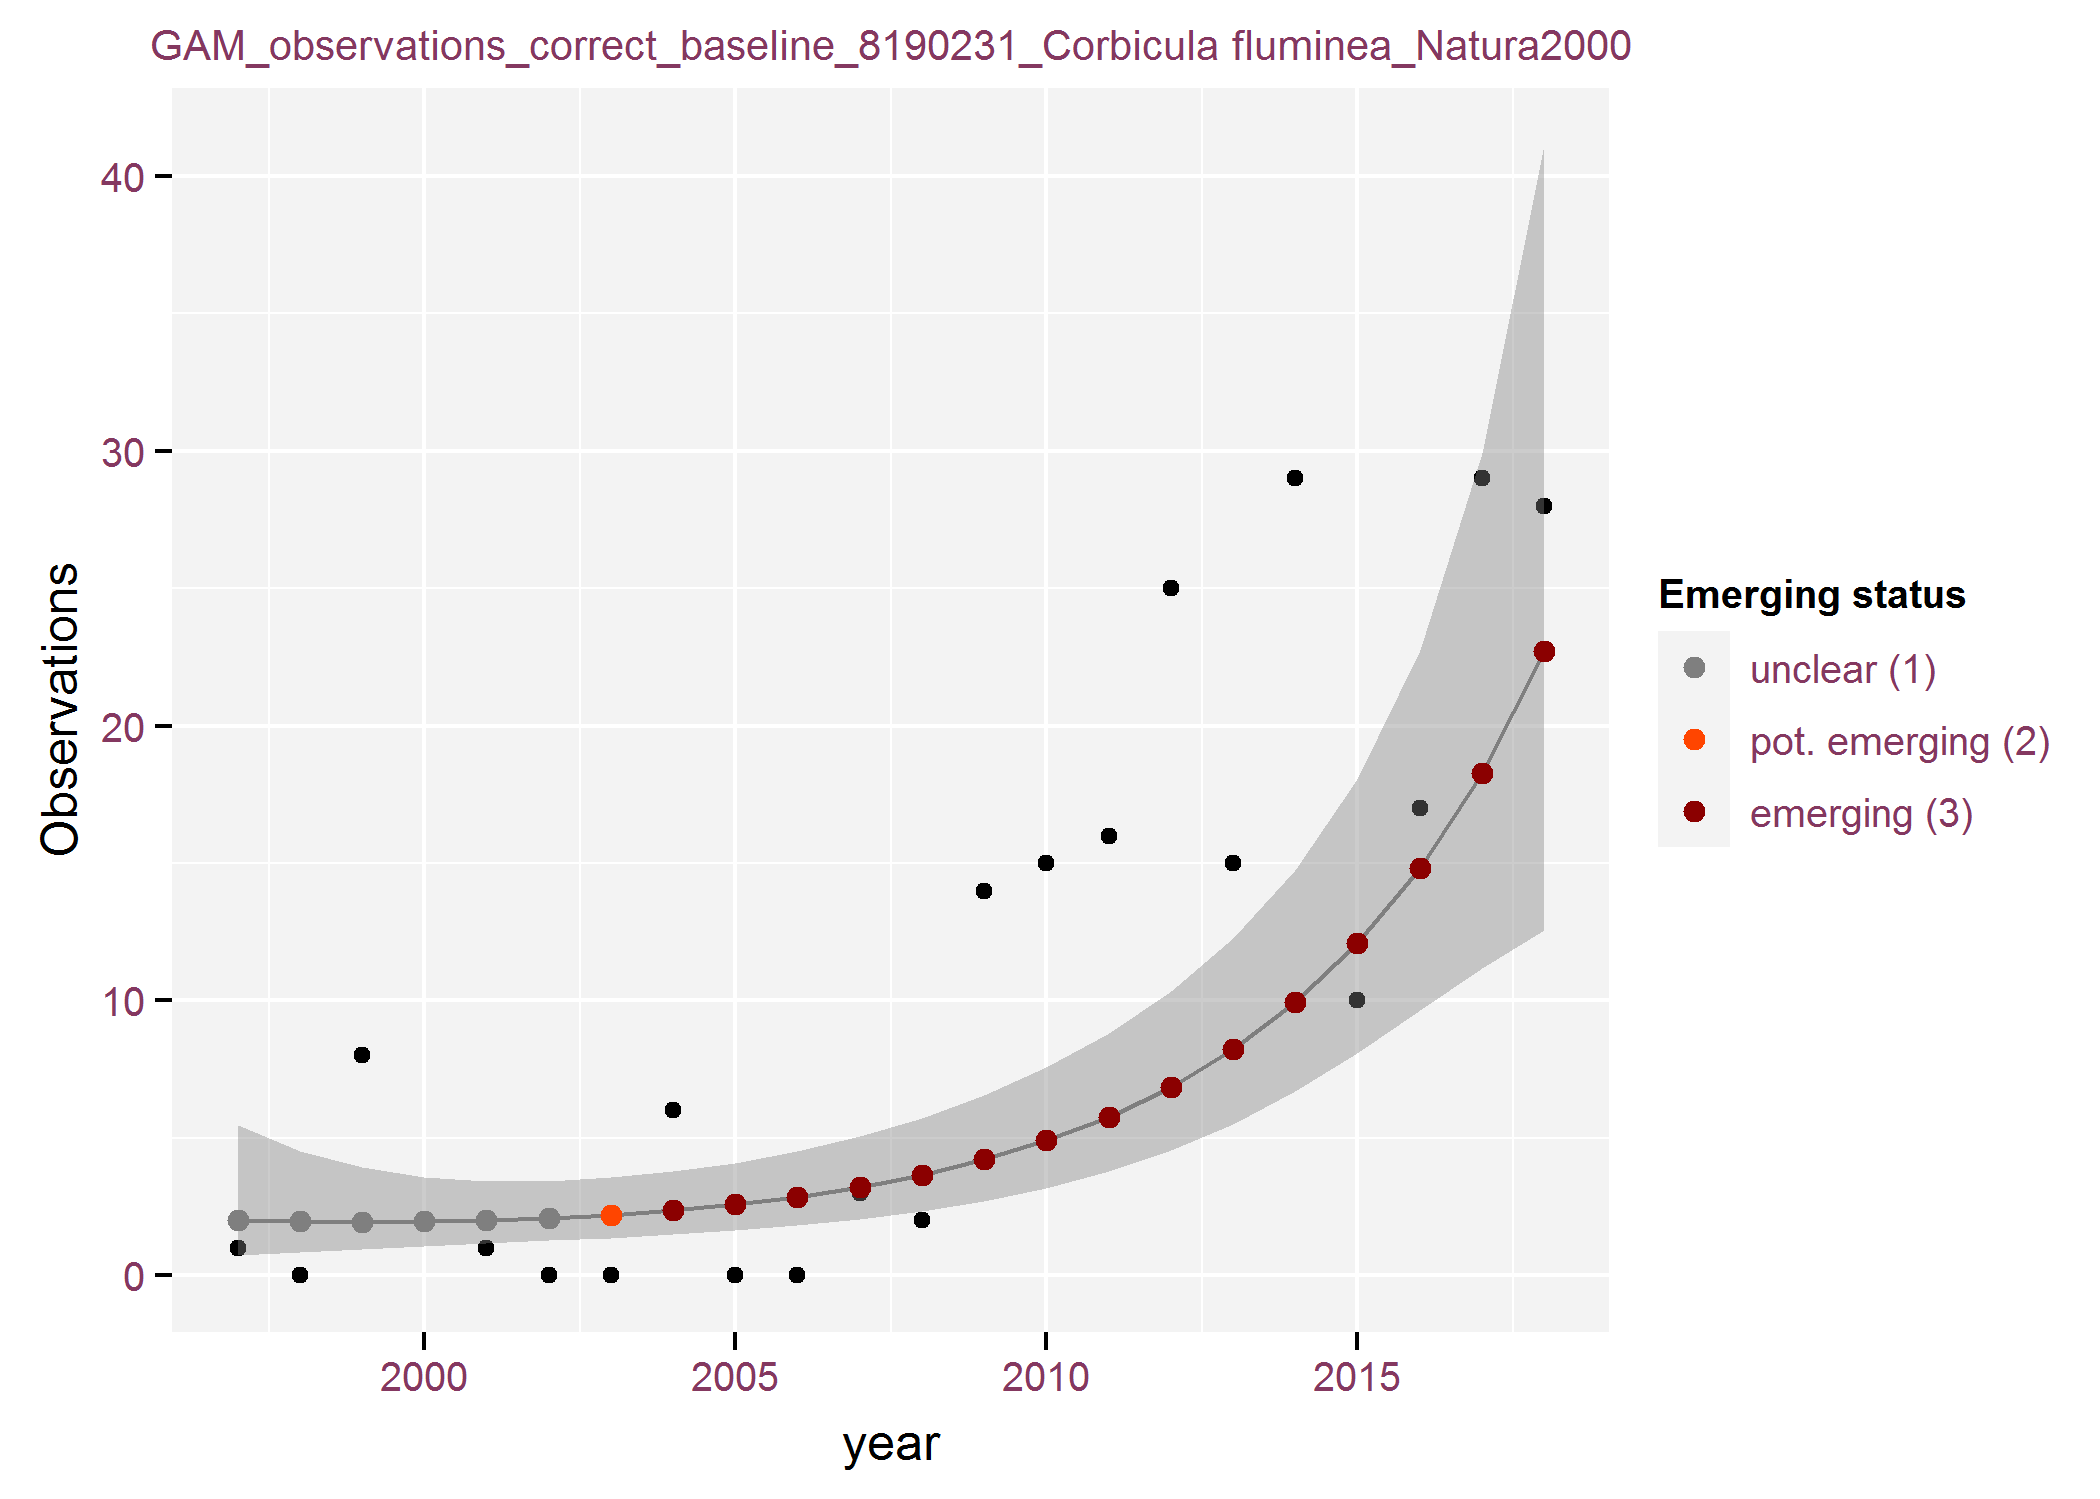 GAM_observations_correct_baseline_8190231_Corbicula fluminea_Natura2000
Observations
40
30
20
10
0
2000
2005
2010
2015
year
Emerging status
unclear (1)
pot. emerging (2)
emerging (3)